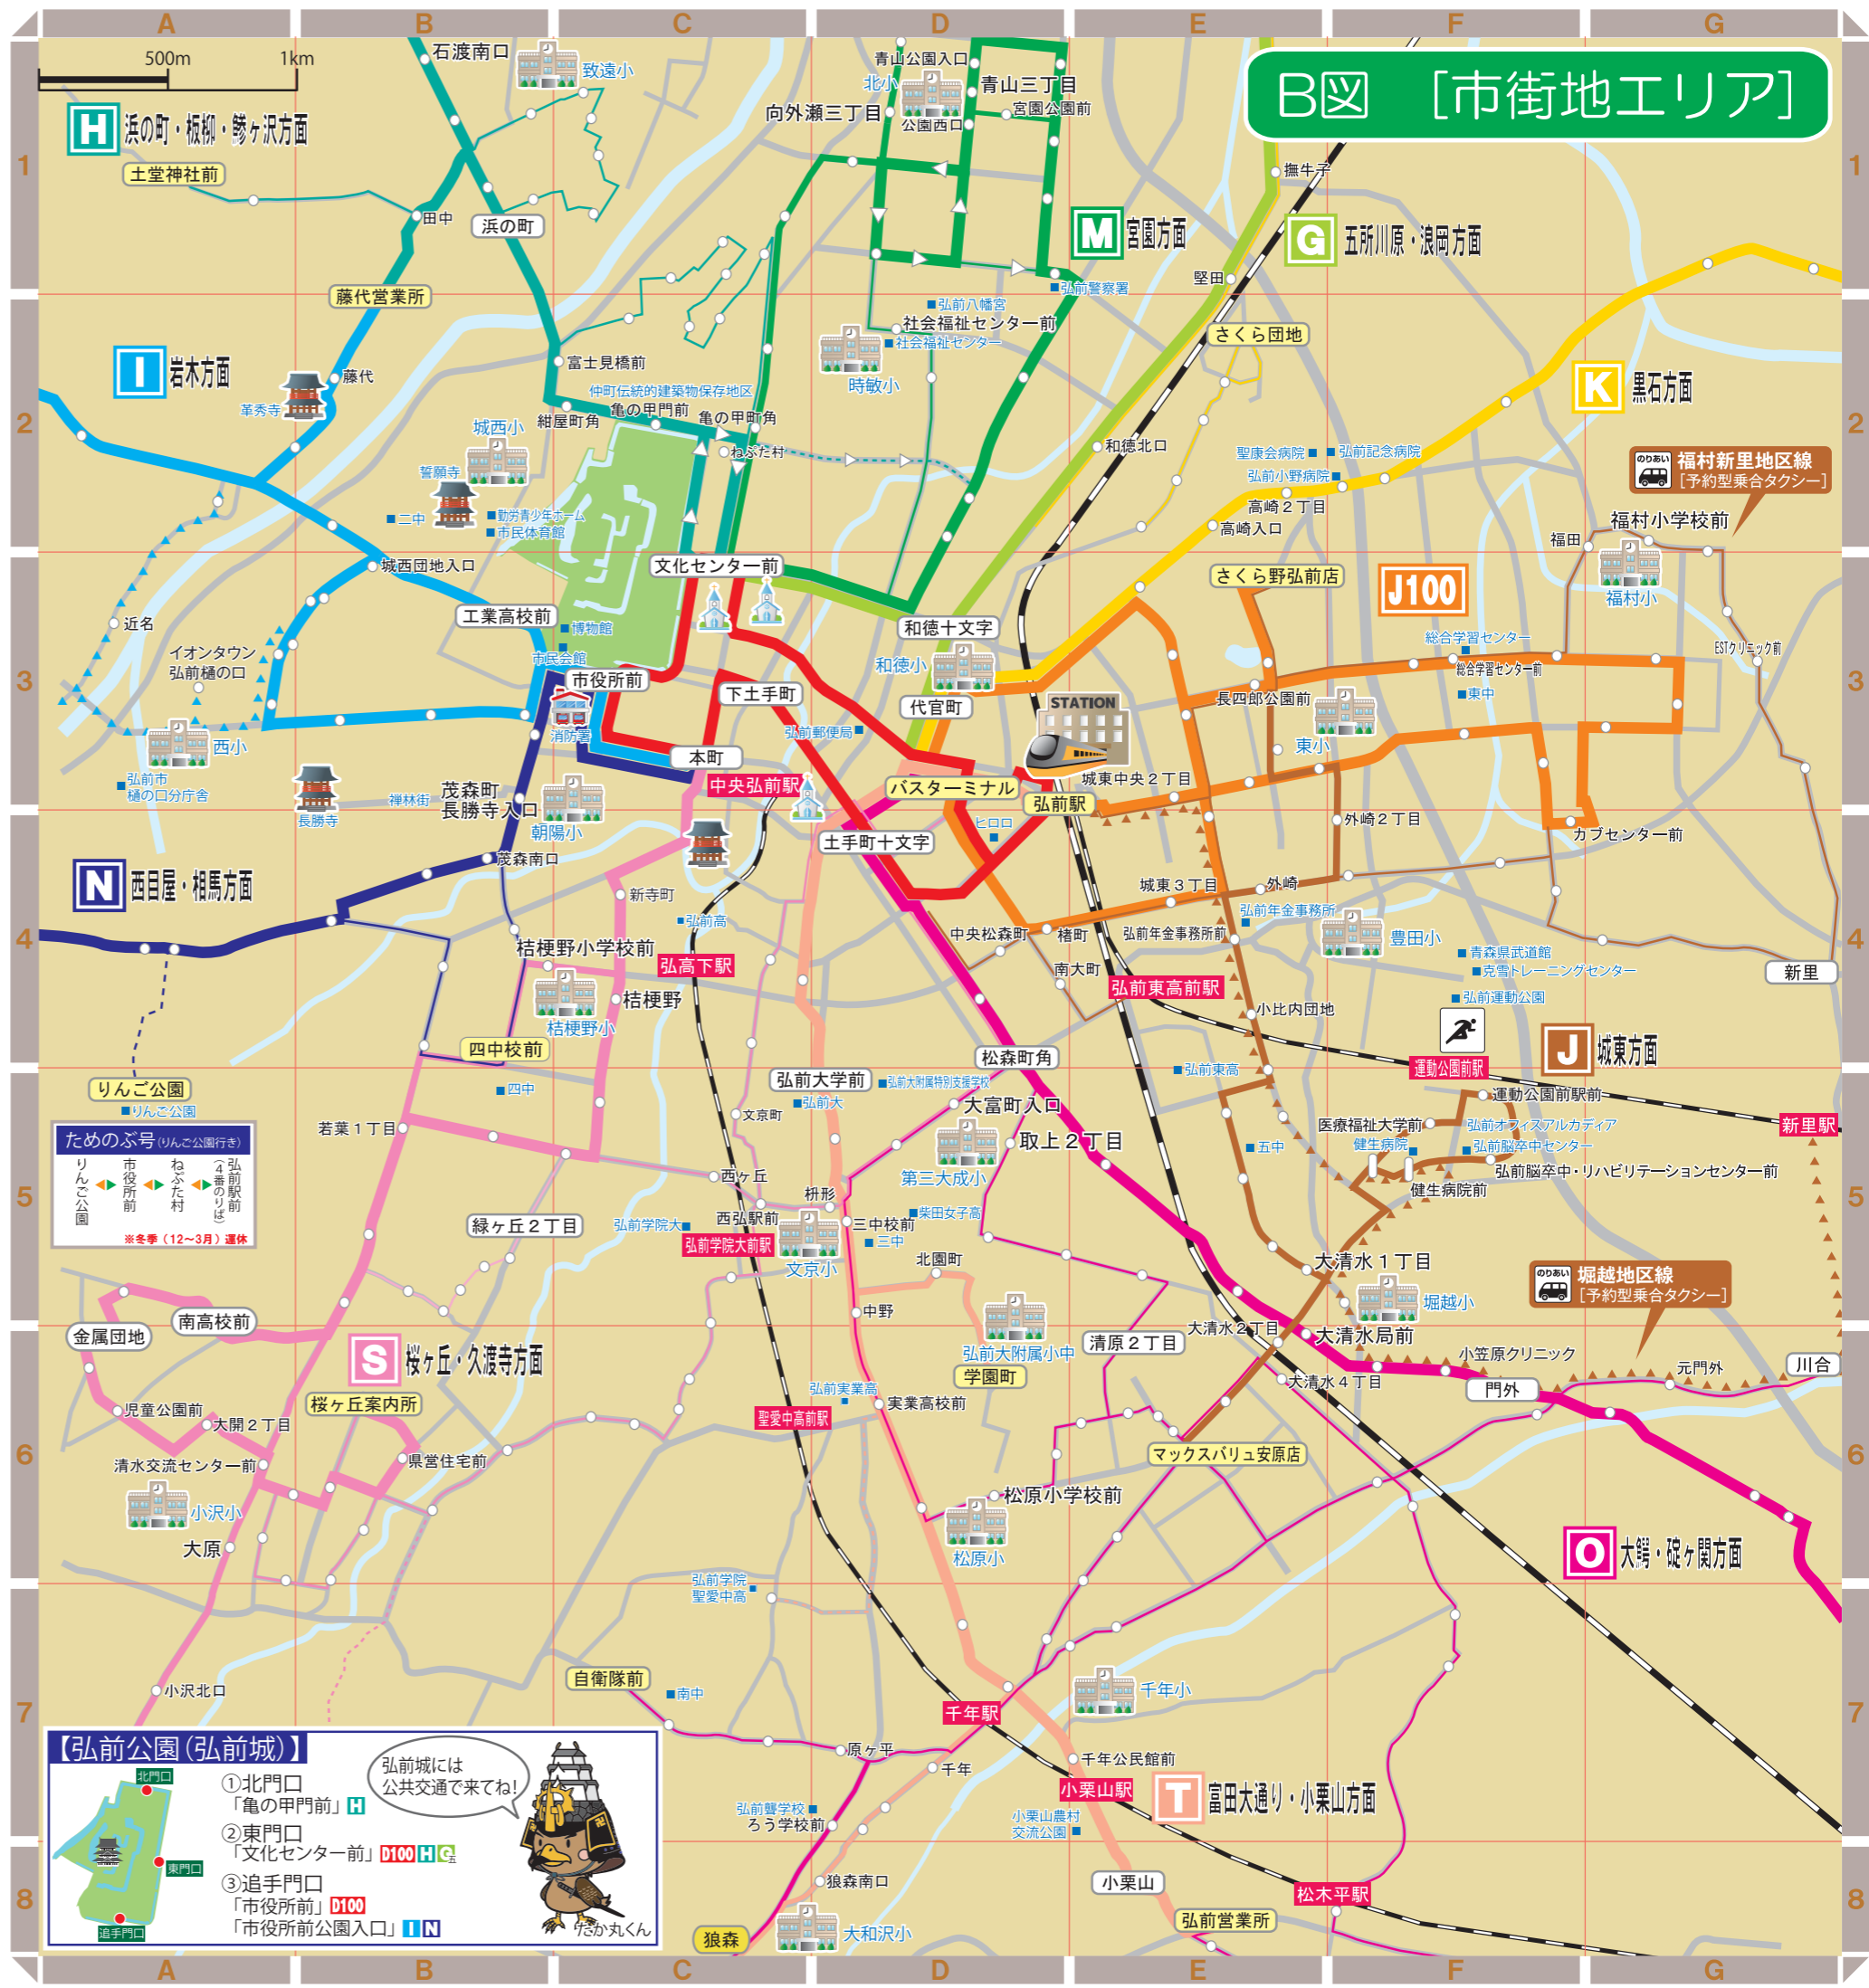 A B C D E F G
500m 1km
B図 ［市街地エリア］
石渡南口
致遠小
青山公園入口
北小
青山三丁目
向外瀬三丁目
宮園公園前
公園西口
H 浜の町・板柳・鰺ヶ沢方面
土堂神社前
田中
浜の町
撫牛子
M 宮園方面
G 五所川原・浪岡方面
堅田
弘前警察署
藤代営業所
弘前八幡宮
社会福祉センター前
社会福祉センター
さくら団地
I 岩木方面
藤代
革秀寺
富士見橋前
時敏小
K 黒石方面
仲町伝統的建築物保存地区
亀の甲門前
紺屋町角
亀の甲町角
ねぷた村
城西小
誓願寺
二中
勤労青少年ホーム
市民体育館
和徳北口
聖康会病院
弘前記念病院
弘前小野病院
高崎２丁目
高崎入口
のりあい
福村新里地区線
［予約型乗合タクシー］
福村小学校前
福田
福村小
城西団地入口
文化センター前
さくら野弘前店
J100
工業高校前
近名
博物館
市民会館
和徳十文字
和徳小
総合学習センター
総合学習センター前
ESTクリニック前
イオンタウン
弘前樋の口
市役所前
下土手町
代官町
STATION
長四郎公園前
東中
西小
消防署
弘前郵便局
東小
本町
弘前市
樋の口分庁舎
長勝寺
禅林街
茂森町
長勝寺入口
朝陽小
中央弘前駅
バスターミナル
城東中央２丁目
弘前駅
ヒロロ
土手町十文字
外崎２丁目
カブセンター前
茂森南口
N 西目屋・相馬方面
新寺町
弘前高
城東３丁目
外崎
弘前年金事務所
弘前年金事務所前
中央松森町
楮町
豊田小
青森県武道館
克雪トレーニングセンター
新里
桔梗野小学校前
弘高下駅
南大町
弘前東高前駅
桔梗野
桔梗野小
小比内団地
弘前運動公園
J 城東方面
四中校前
松森町角
運動公園前駅
りんご公園
りんご公園
四中
弘前大学前
弘前大附属特別支援学校
弘前大
弘前東高
運動公園前駅前
文京町
大富町入口
医療福祉大学前
弘前オフィスアルカディア
新里駅
ためのぶ号(りんご公園行き)
弘前駅前
（４番のりば）
ねぷた村
市役所前
りんご公園
※冬季（12〜3月）運休
若葉１丁目
取上２丁目
五中
健生病院
弘前脳卒中センター
弘前脳卒中・リハビリテーションセンター前
健生病院前
西ヶ丘
第三大成小
枡形
緑ヶ丘２丁目
弘前学院大
西弘駅前
三中校前
三中
柴田女子高
弘前学院大前駅
文京小
北園町
大清水１丁目
のりあい
堀越地区線
［予約型乗合タクシー］
中野
堀越小
南高校前
金属団地
大清水２丁目
大清水局前
清原２丁目
S 桜ヶ丘・久渡寺方面
弘前大附属小中
学園町
小笠原クリニック
元門外
川合
門外
大清水４丁目
桜ヶ丘案内所
弘前実業高
実業高校前
聖愛中高前駅
児童公園前
大開２丁目
マックスバリュ安原店
清水交流センター前
県営住宅前
松原小学校前
小沢小
松原小
大原
O 大鰐・碇ヶ関方面
弘前学院
聖愛中高
自衛隊前
南中
千年小
小沢北口
千年駅
原ヶ平
千年
千年公民館前
小栗山駅
T 富田大通り・小栗山方面
弘前聾学校
ろう学校前
小栗山農村
交流公園
狼森南口
小栗山
松木平駅
弘前営業所
狼森
大和沢小
【弘前公園(弘前城)】
北門口
東門口
追手門口
①北門口
「亀の甲門前」H
②東門口
「文化センター前」D100 H G五
③追手門口
「市役所前」D100
「市役所前公園入口」I N
弘前城には
公共交通で来てね!
たか丸くん
1 2 3 4 5 6 7 8
1 2 3 4 5 6 7 8
A B C D E F G